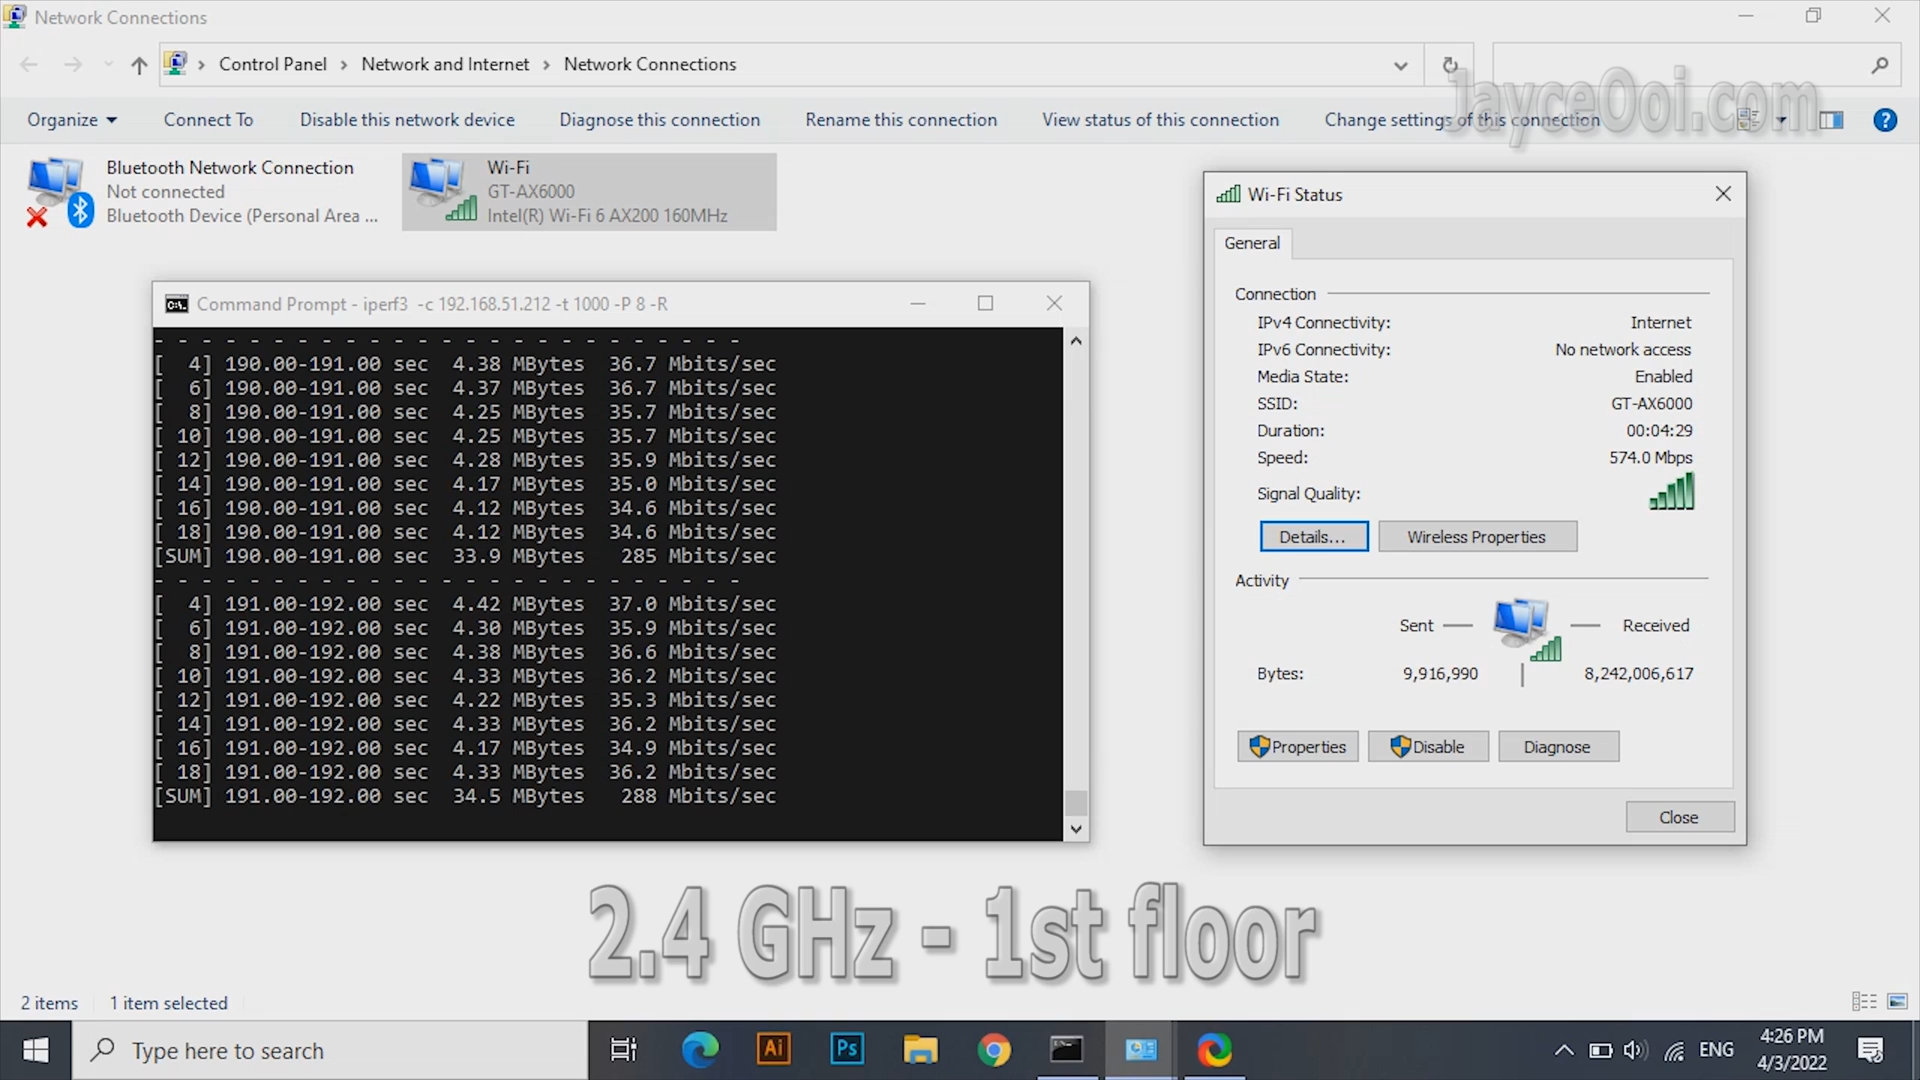 Network Connections
Control Panel > Network and Internet > Network Connections
JayceOoi.com
Organize Connect To Disable this network device Diagnose this connection Rename this connection View status of this connection Change settings of this connection
Bluetooth Network Connection
Not connected
Bluetooth Device (Personal Area ...
Wi-Fi
GT-AX6000
Intel(R) Wi-Fi 6 AX200 160MHz
Command Prompt - iperf3 -c 192.168.51.212 -t 1000 -P 8 -R
- - - - - - - - - - - - - - - - - - - - - - - - -
[  4] 190.00-191.00 sec  4.38 MBytes  36.7 Mbits/sec
[  6] 190.00-191.00 sec  4.37 MBytes  36.7 Mbits/sec
[  8] 190.00-191.00 sec  4.25 MBytes  35.7 Mbits/sec
[ 10] 190.00-191.00 sec  4.25 MBytes  35.7 Mbits/sec
[ 12] 190.00-191.00 sec  4.28 MBytes  35.9 Mbits/sec
[ 14] 190.00-191.00 sec  4.17 MBytes  35.0 Mbits/sec
[ 16] 190.00-191.00 sec  4.12 MBytes  34.6 Mbits/sec
[ 18] 190.00-191.00 sec  4.12 MBytes  34.6 Mbits/sec
[SUM] 190.00-191.00 sec  33.9 MBytes   285 Mbits/sec
- - - - - - - - - - - - - - - - - - - - - - - - -
[  4] 191.00-192.00 sec  4.42 MBytes  37.0 Mbits/sec
[  6] 191.00-192.00 sec  4.30 MBytes  35.9 Mbits/sec
[  8] 191.00-192.00 sec  4.38 MBytes  36.6 Mbits/sec
[ 10] 191.00-192.00 sec  4.33 MBytes  36.2 Mbits/sec
[ 12] 191.00-192.00 sec  4.22 MBytes  35.3 Mbits/sec
[ 14] 191.00-192.00 sec  4.33 MBytes  36.2 Mbits/sec
[ 16] 191.00-192.00 sec  4.17 MBytes  34.9 Mbits/sec
[ 18] 191.00-192.00 sec  4.33 MBytes  36.2 Mbits/sec
[SUM] 191.00-192.00 sec  34.5 MBytes   288 Mbits/sec
Wi-Fi Status
General
Connection
IPv4 Connectivity: Internet
IPv6 Connectivity: No network access
Media State: Enabled
SSID: GT-AX6000
Duration: 00:04:29
Speed: 574.0 Mbps
Signal Quality:
Details... Wireless Properties
Activity
Sent Received
Bytes: 9,916,990 8,242,006,617
Properties Disable Diagnose
Close
2.4 GHz - 1st floor
2 items 1 item selected
Type here to search
Ai Ps
ENG
4:26 PM
4/3/2022